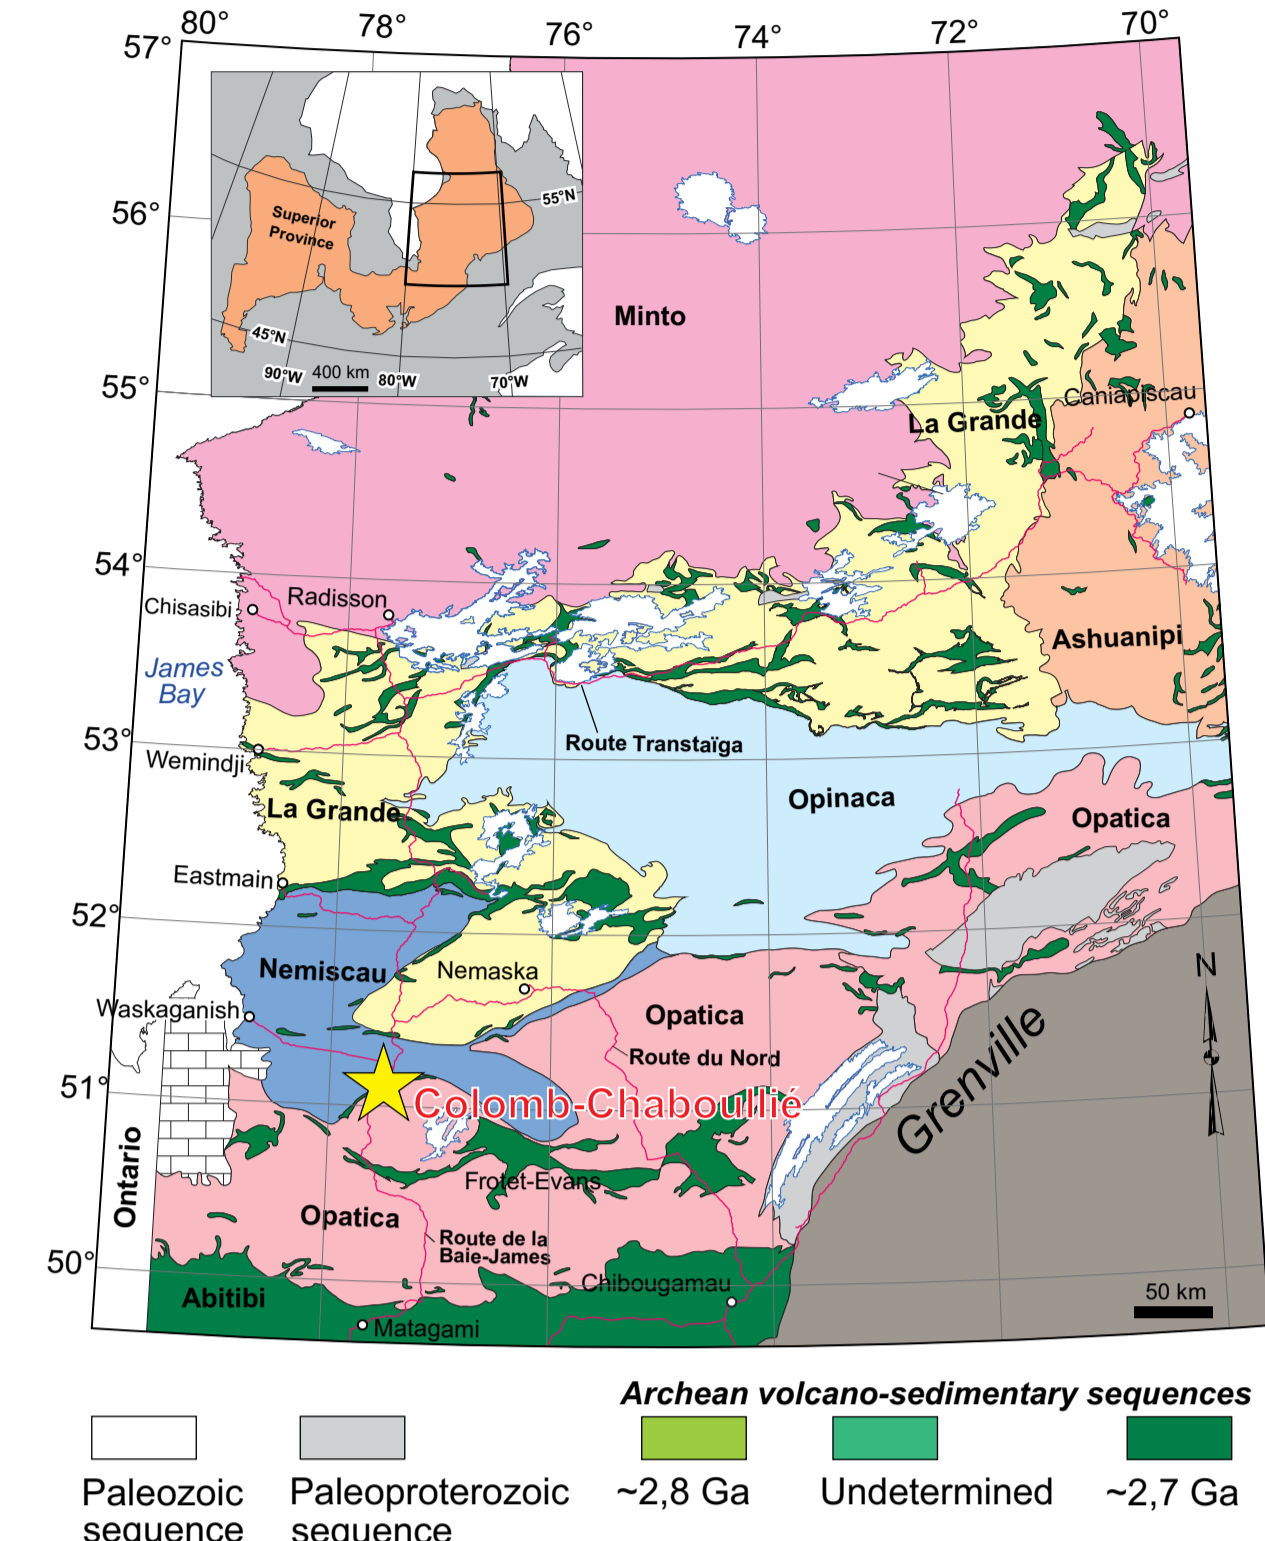 80° 78° 76° 74° 72° 70°
57°
56°
55°
54°
53°
52°
51°
50°
Superior
Province
55°N
45°N
90°W
400 km
80°W
70°W
Minto
La Grande
Caniapiscau
Chisasibi
Radisson
James
Bay
Ashuanipi
Route Transtaïga
Wemindji
La Grande
Opinaca
Opatica
Eastmain
Nemiscau
Nemaska
Waskaganish
Opatica
Route du Nord
N
Colomb-Chaboullié
Grenville
Ontario
Frotet-Evans
Opatica
Route de la
Baie-James
Chibougamau
Abitibi
Matagami
50 km
Archean volcano-sedimentary sequences
Paleozoic
sequence
Paleoproterozoic
sequence
~2,8 Ga
Undetermined
~2,7 Ga